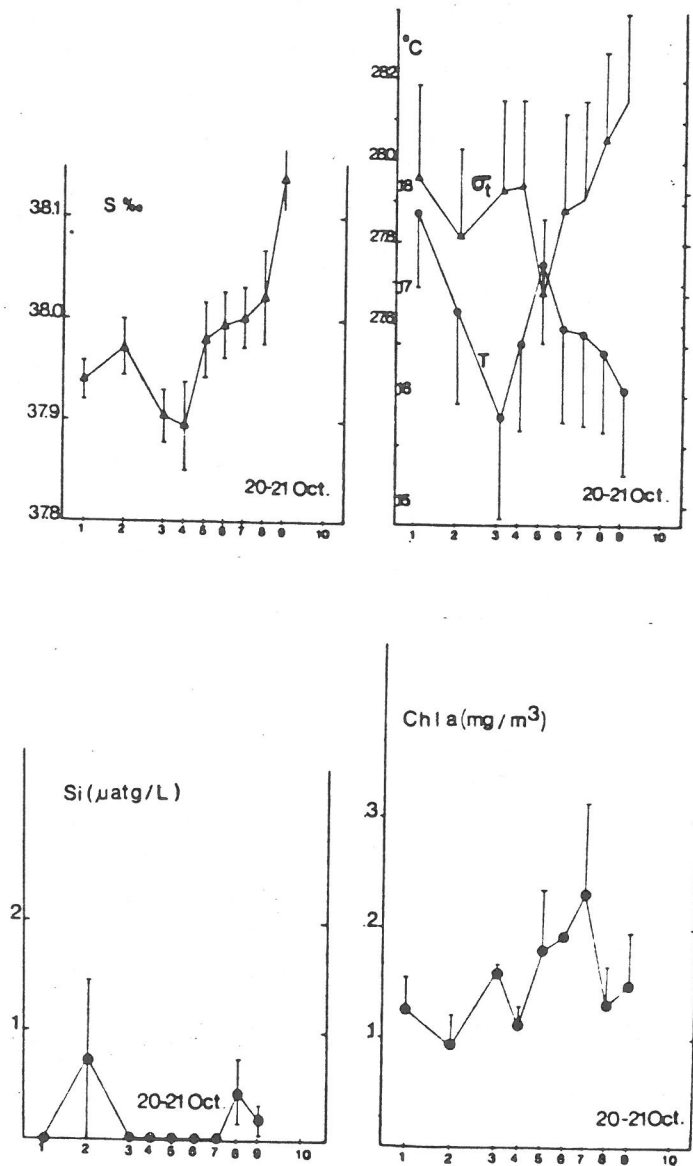 S ‰
38.1
38.0
37.9
37.8
20-21 Oct.
1 2 3 4 5 6 7 8 9 10
°C
28.2
28.0
18
27.8
17
27.6
16
15
σt
T
20-21 Oct.
1 2 3 4 5 6 7 8 9 10
Si (µatg/L)
2
1
20-21 Oct.
1 2 3 4 5 6 7 8 9 10
Chl a (mg/m3)
.3
.2
.1
20-21 Oct.
1 2 3 4 5 6 7 8 9 10